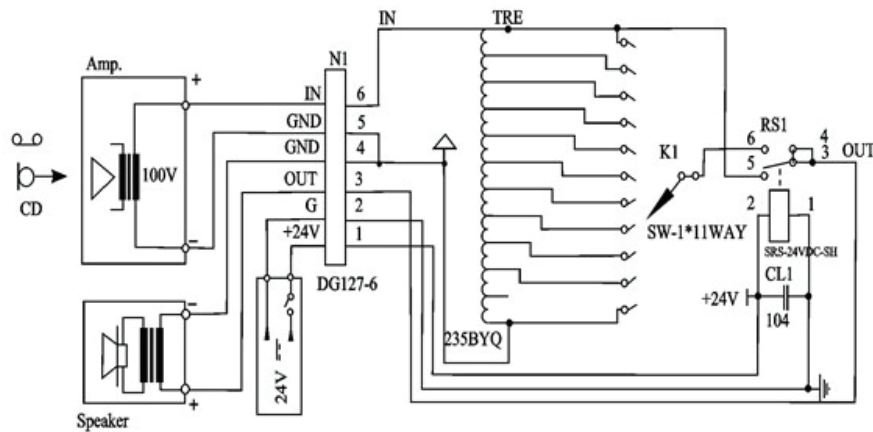 IN
TRE
Amp.
+
N1
IN
6
GND
5
GND
4
OUT
3
G
2
+24V
1
DG127-6
100V
CD
−
−
+
Speaker
24V
235BYQ
K1
SW-1*11WAY
RS1
6
5
4
3
OUT
2
1
SRS-24VDC-SH
CL1
+24V
104